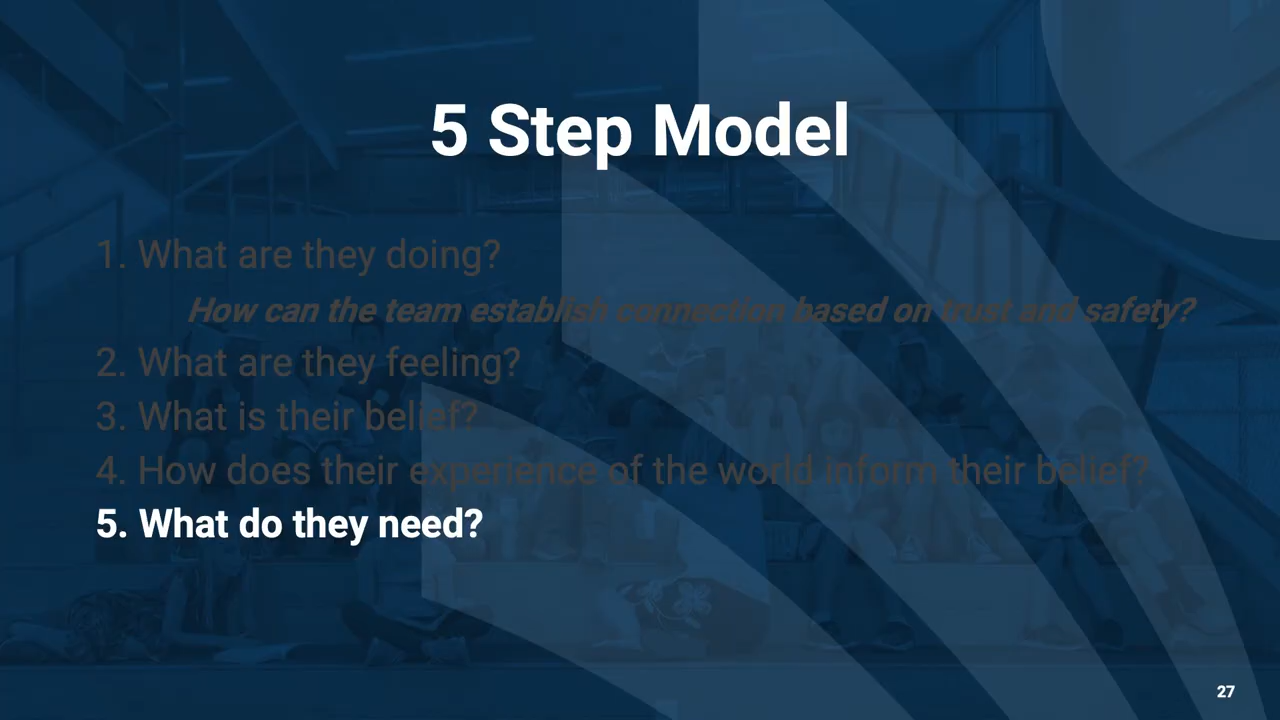 5 Step Model
1. What are they doing?
How can the team establish connection based on trust and safety?
2. What are they feeling?
3. What is their belief?
4. How does their experience of the world inform their belief?
5. What do they need?
27